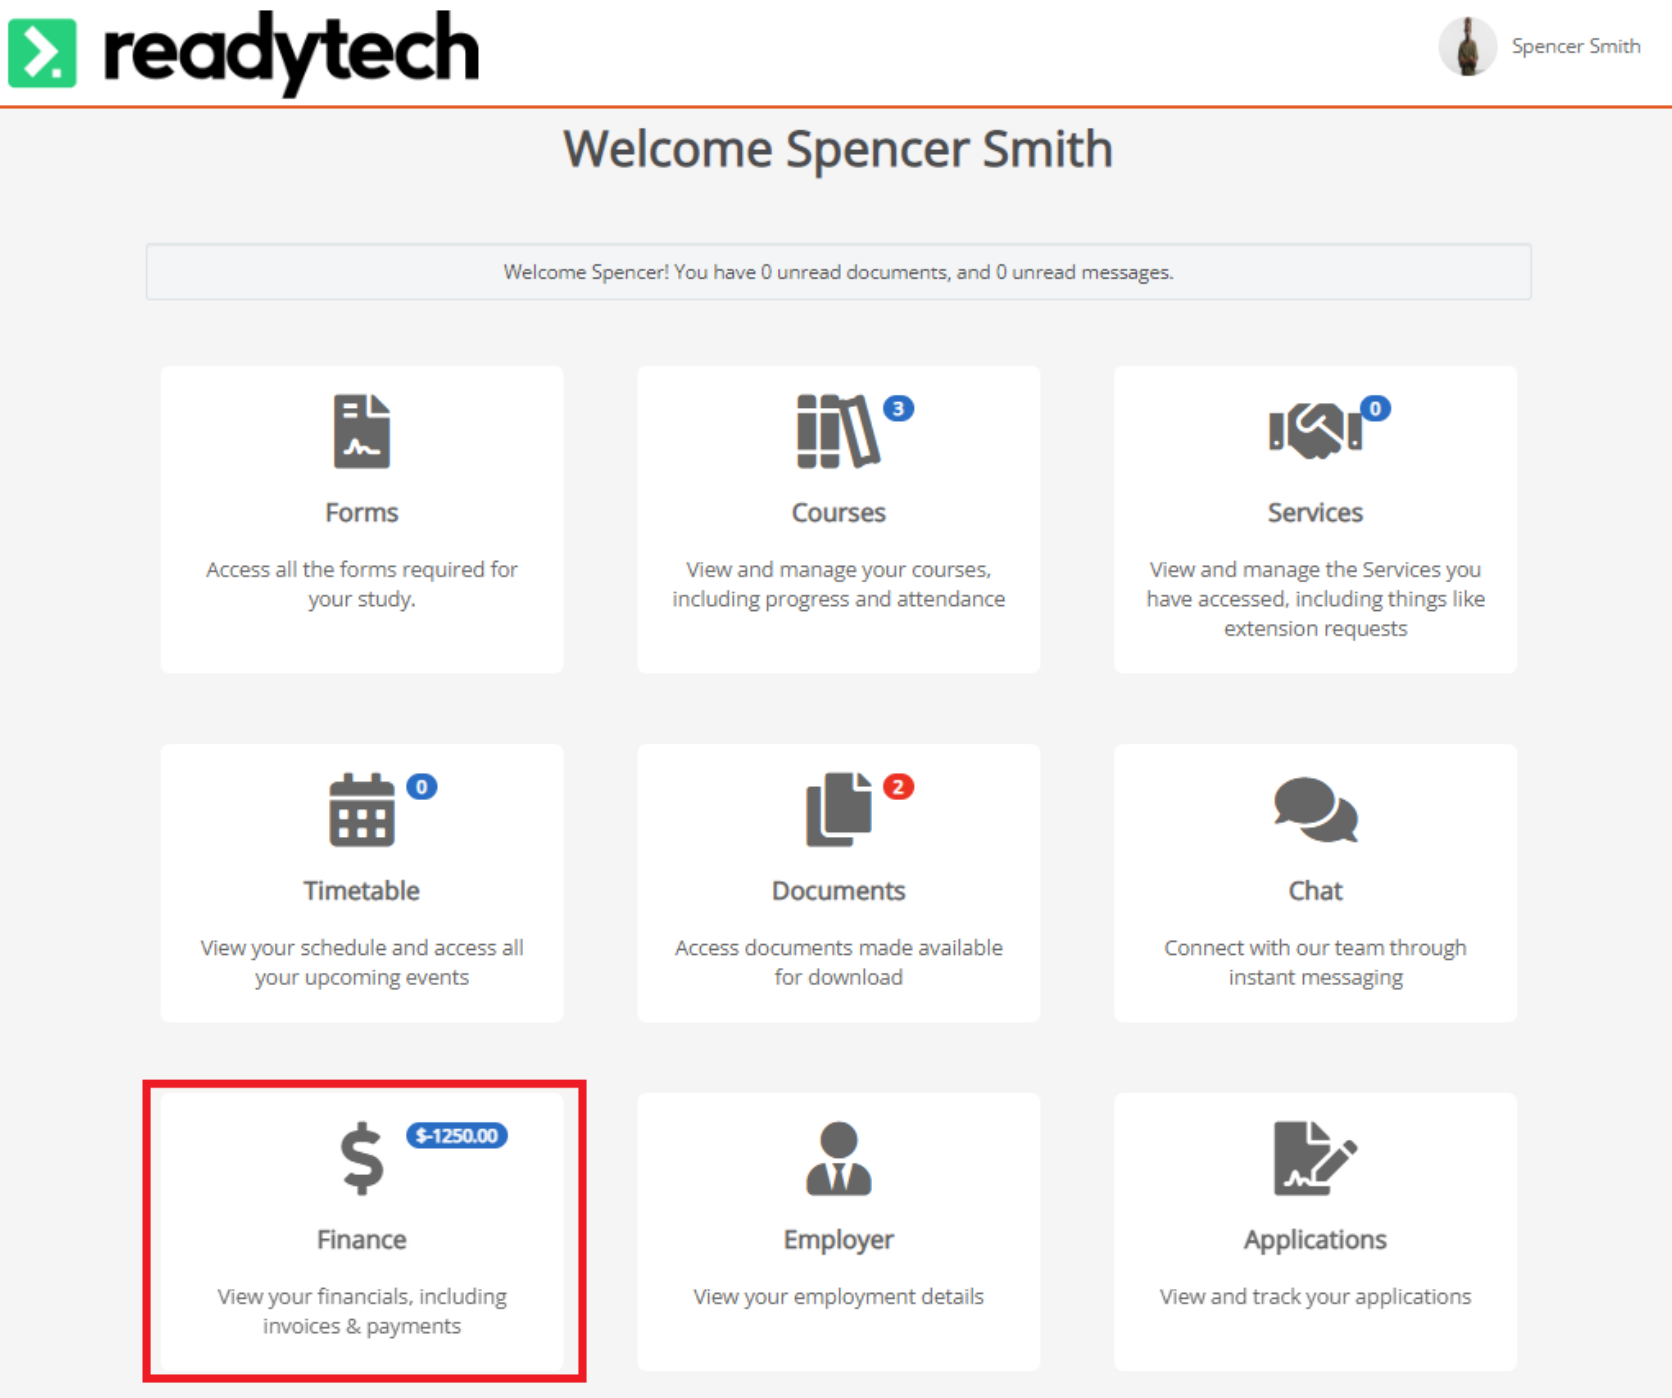 readytech
Spencer Smith
Welcome Spencer Smith
Welcome Spencer! You have 0 unread documents, and 0 unread messages.
Forms
Access all the forms required for
your study.
3
Courses
View and manage your courses,
including progress and attendance
0
Services
View and manage the Services you
have accessed, including things like
extension requests
0
Timetable
View your schedule and access all
your upcoming events
2
Documents
Access documents made available
for download
Chat
Connect with our team through
instant messaging
$-1250.00
Finance
View your financials, including
invoices & payments
Employer
View your employment details
Applications
View and track your applications